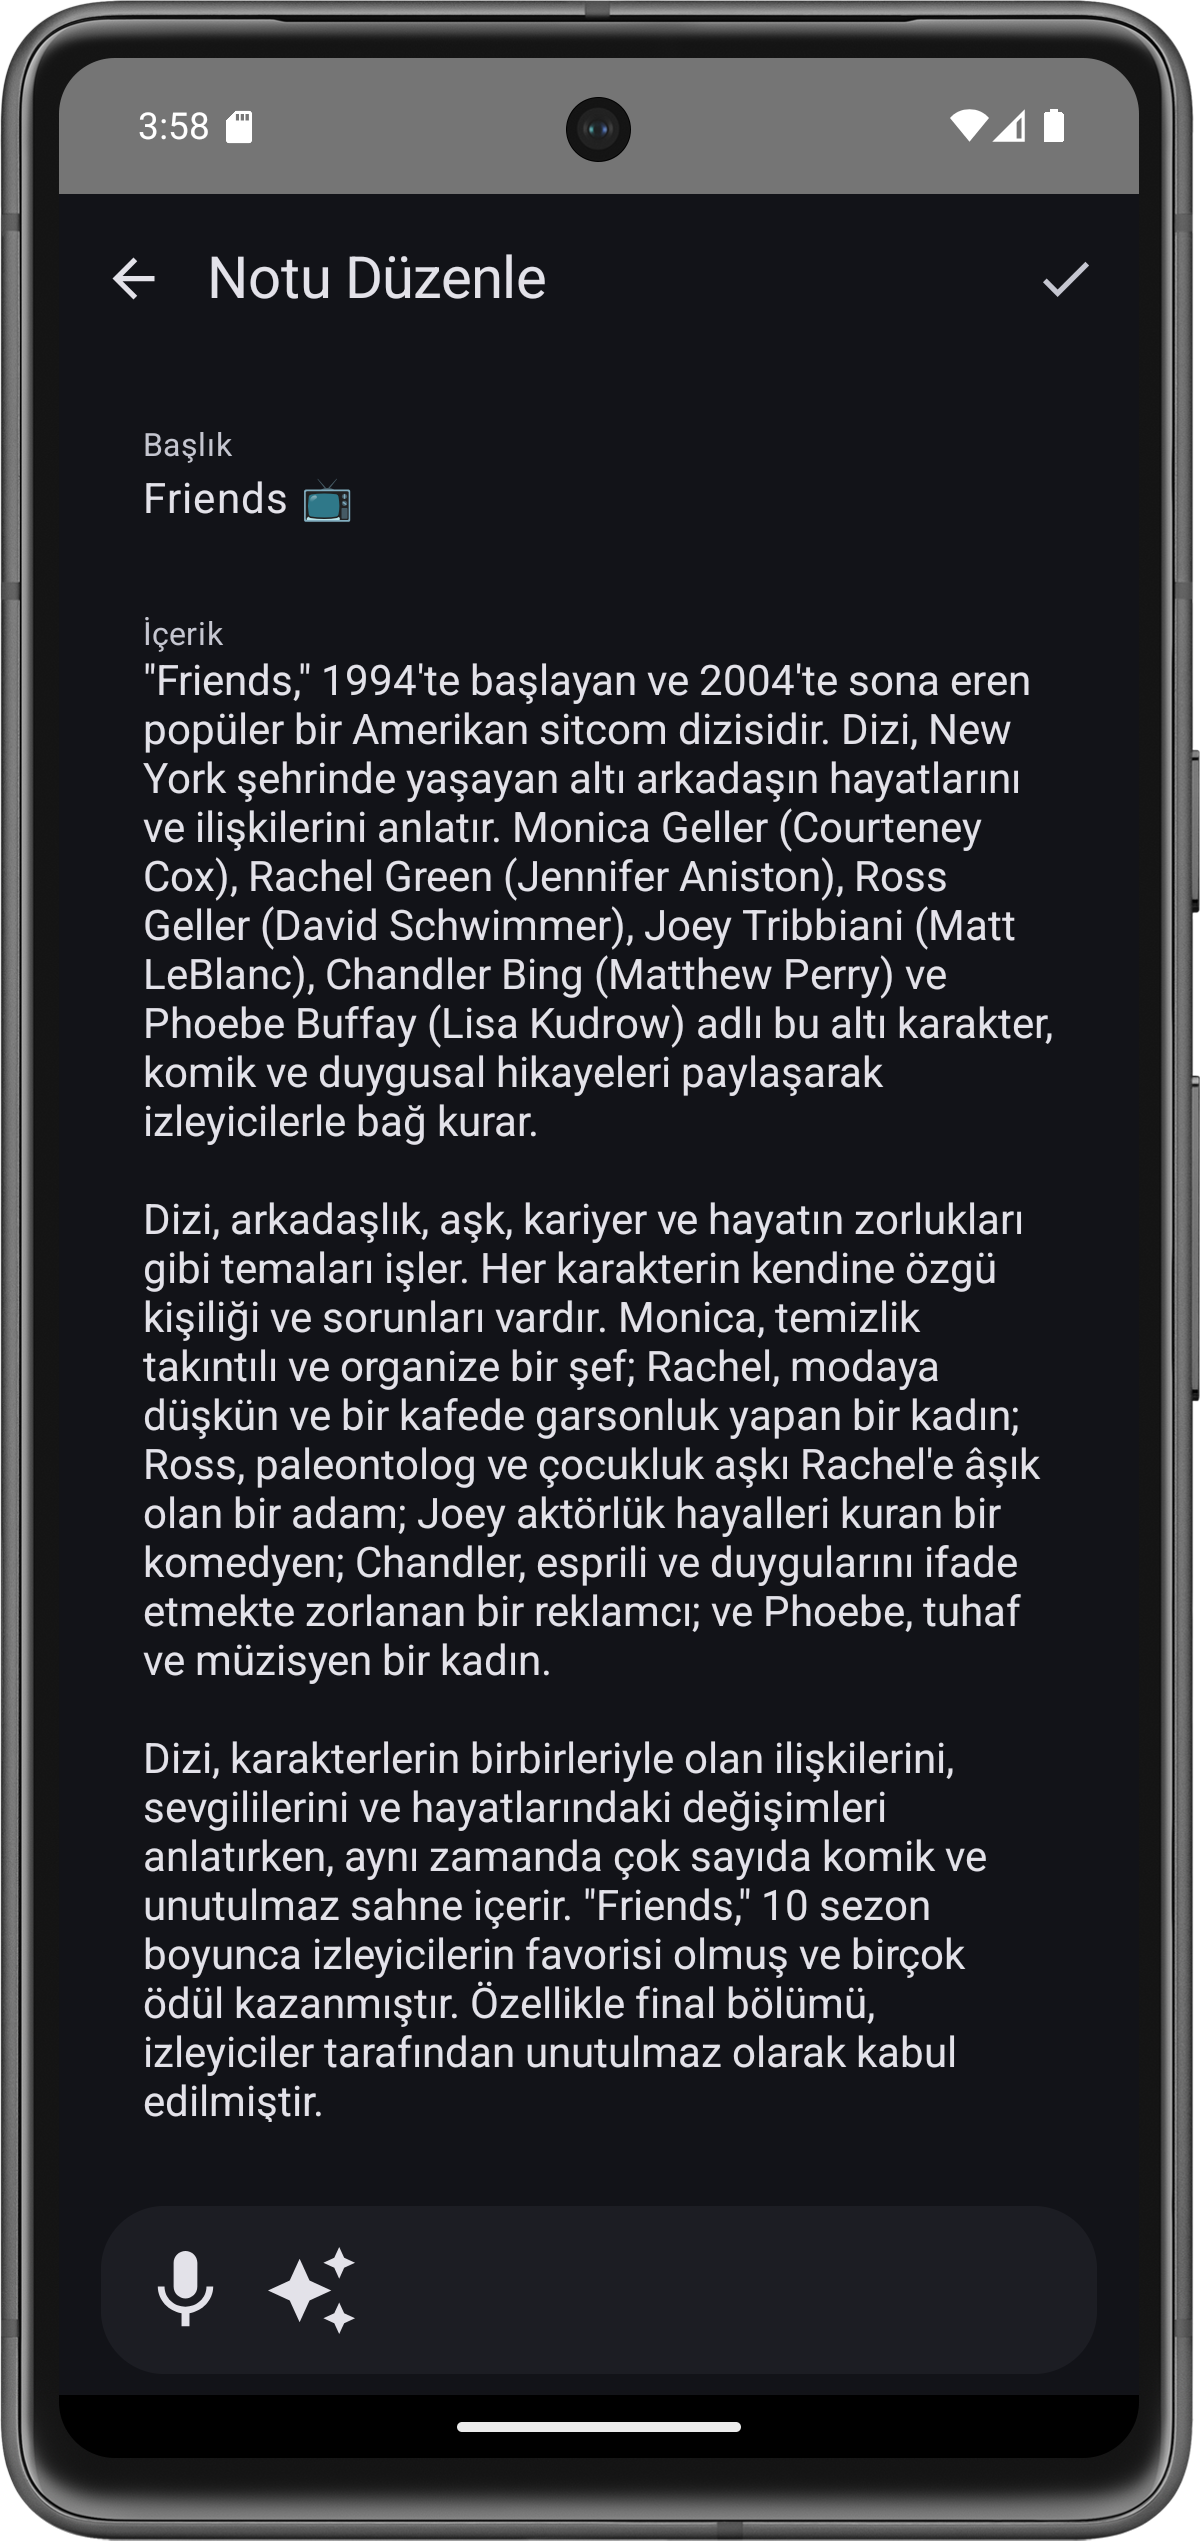 3:58
Notu Düzenle
Başlık
Friends 📺
İçerik
"Friends," 1994'te başlayan ve 2004'te sona eren
popüler bir Amerikan sitcom dizisidir. Dizi, New
York şehrinde yaşayan altı arkadaşın hayatlarını
ve ilişkilerini anlatır. Monica Geller (Courteney
Cox), Rachel Green (Jennifer Aniston), Ross
Geller (David Schwimmer), Joey Tribbiani (Matt
LeBlanc), Chandler Bing (Matthew Perry) ve
Phoebe Buffay (Lisa Kudrow) adlı bu altı karakter,
komik ve duygusal hikayeleri paylaşarak
izleyicilerle bağ kurar.
Dizi, arkadaşlık, aşk, kariyer ve hayatın zorlukları
gibi temaları işler. Her karakterin kendine özgü
kişiliği ve sorunları vardır. Monica, temizlik
takıntılı ve organize bir şef; Rachel, modaya
düşkün ve bir kafede garsonluk yapan bir kadın;
Ross, paleontolog ve çocukluk aşkı Rachel'e âşık
olan bir adam; Joey aktörlük hayalleri kuran bir
komedyen; Chandler, esprili ve duygularını ifade
etmekte zorlanan bir reklamcı; ve Phoebe, tuhaf
ve müzisyen bir kadın.
Dizi, karakterlerin birbirleriyle olan ilişkilerini,
sevgililerini ve hayatlarındaki değişimleri
anlatırken, aynı zamanda çok sayıda komik ve
unutulmaz sahne içerir. "Friends," 10 sezon
boyunca izleyicilerin favorisi olmuş ve birçok
ödül kazanmıştır. Özellikle final bölümü,
izleyiciler tarafından unutulmaz olarak kabul
edilmiştir.